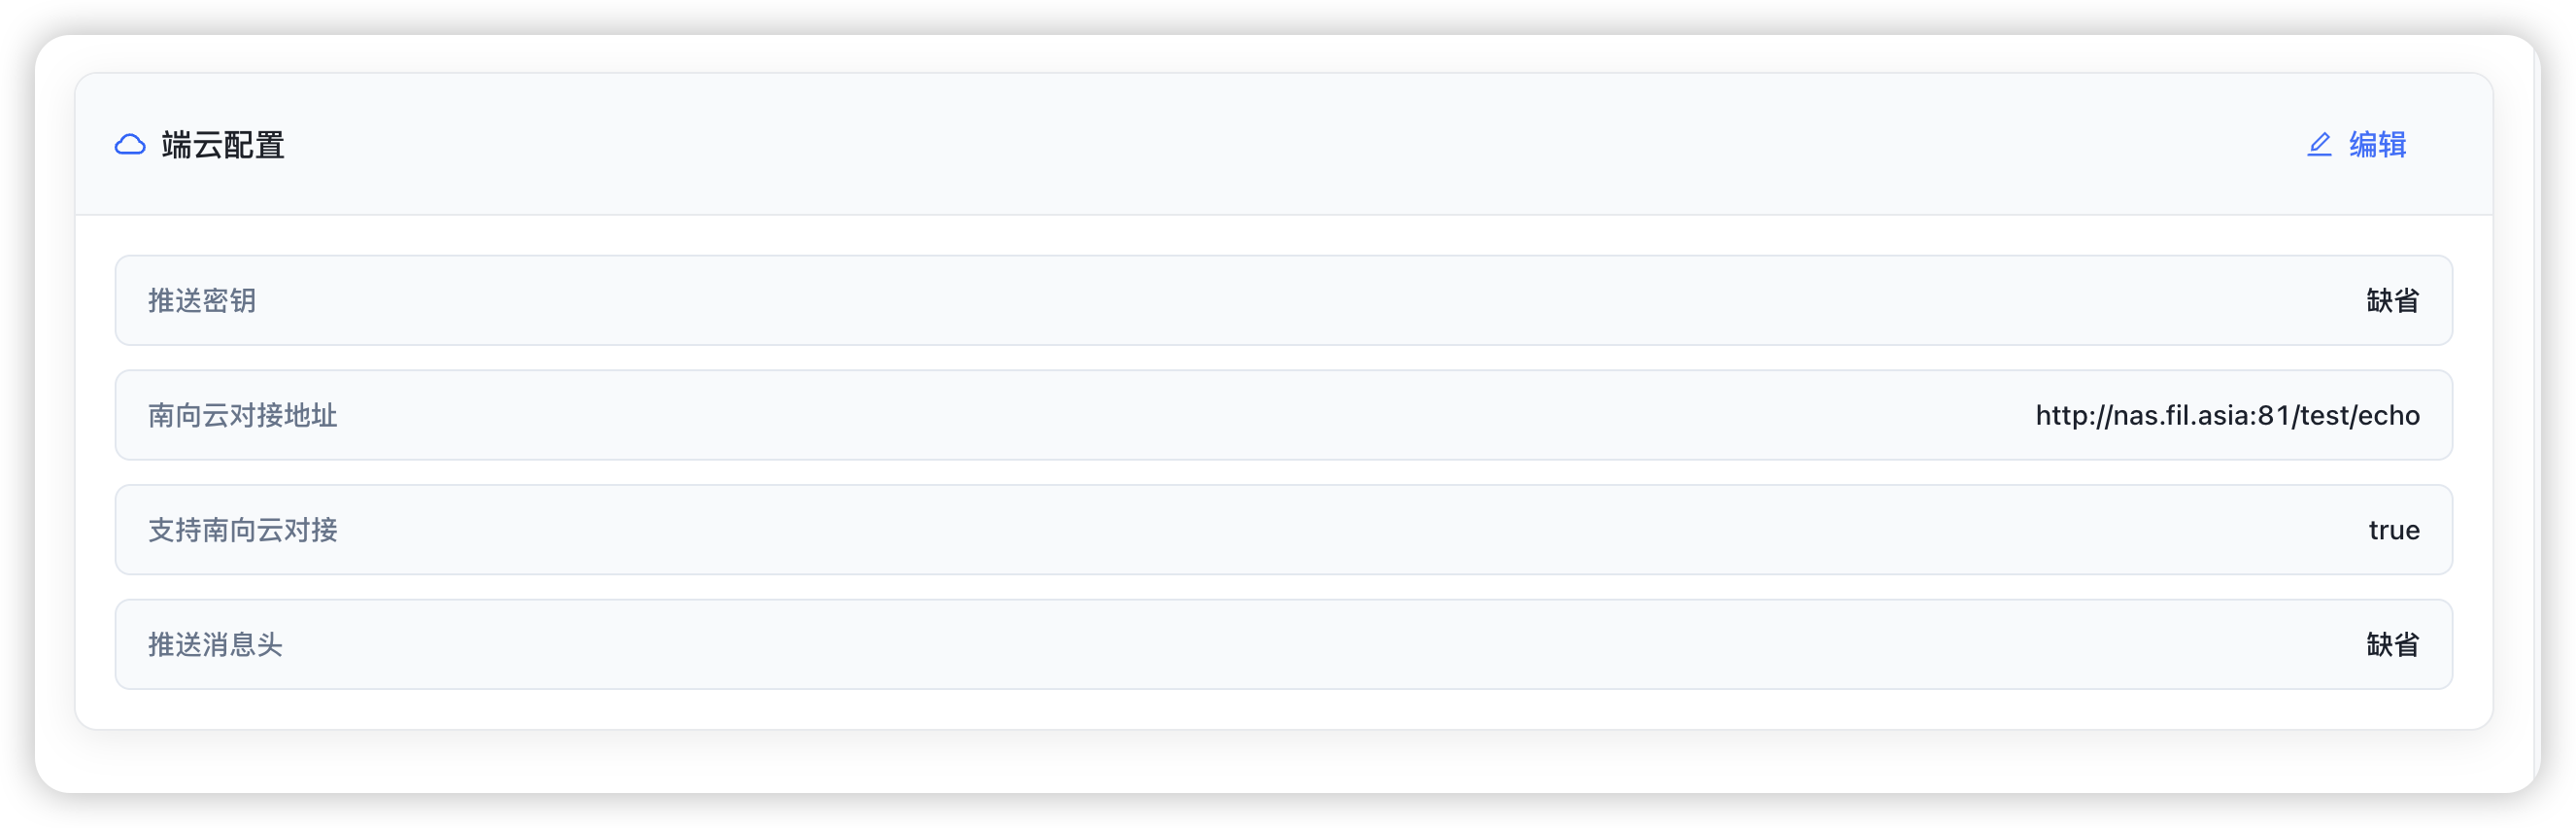 端云配置
编辑
推送密钥
缺省
南向云对接地址
http://nas.fil.asia:81/test/echo
支持南向云对接
true
推送消息头
缺省